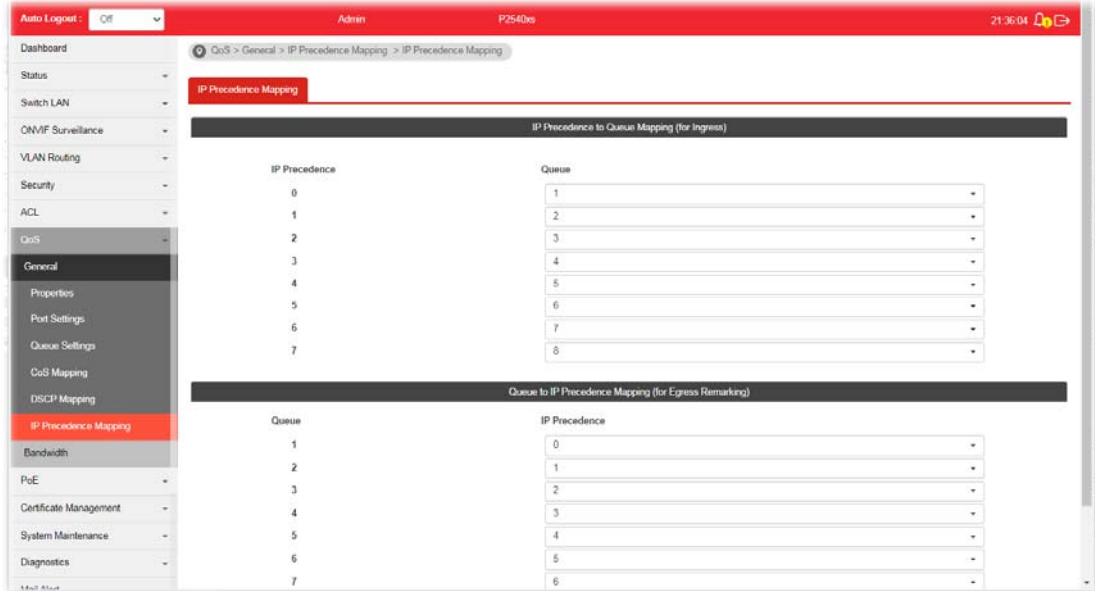 Auto Logout : Off Admin P2540xs 21:36:04 1
Dashboard
Status
Switch LAN
ONVIF Surveillance
VLAN Routing
Security
ACL
QoS
General
Properties
Port Settings
Queue Settings
CoS Mapping
DSCP Mapping
IP Precedence Mapping
Bandwidth
PoE
Certificate Management
System Maintenance
Diagnostics
Mail Alert
QoS > General > IP Precedence Mapping > IP Precedence Mapping
IP Precedence Mapping
IP Precedence to Queue Mapping (for Ingress)
IP Precedence Queue
0 1
1 2
2 3
3 4
4 5
5 6
6 7
7 8
Queue to IP Precedence Mapping (for Egress Remarking)
Queue IP Precedence
1 0
2 1
3 2
4 3
5 4
6 5
7 6